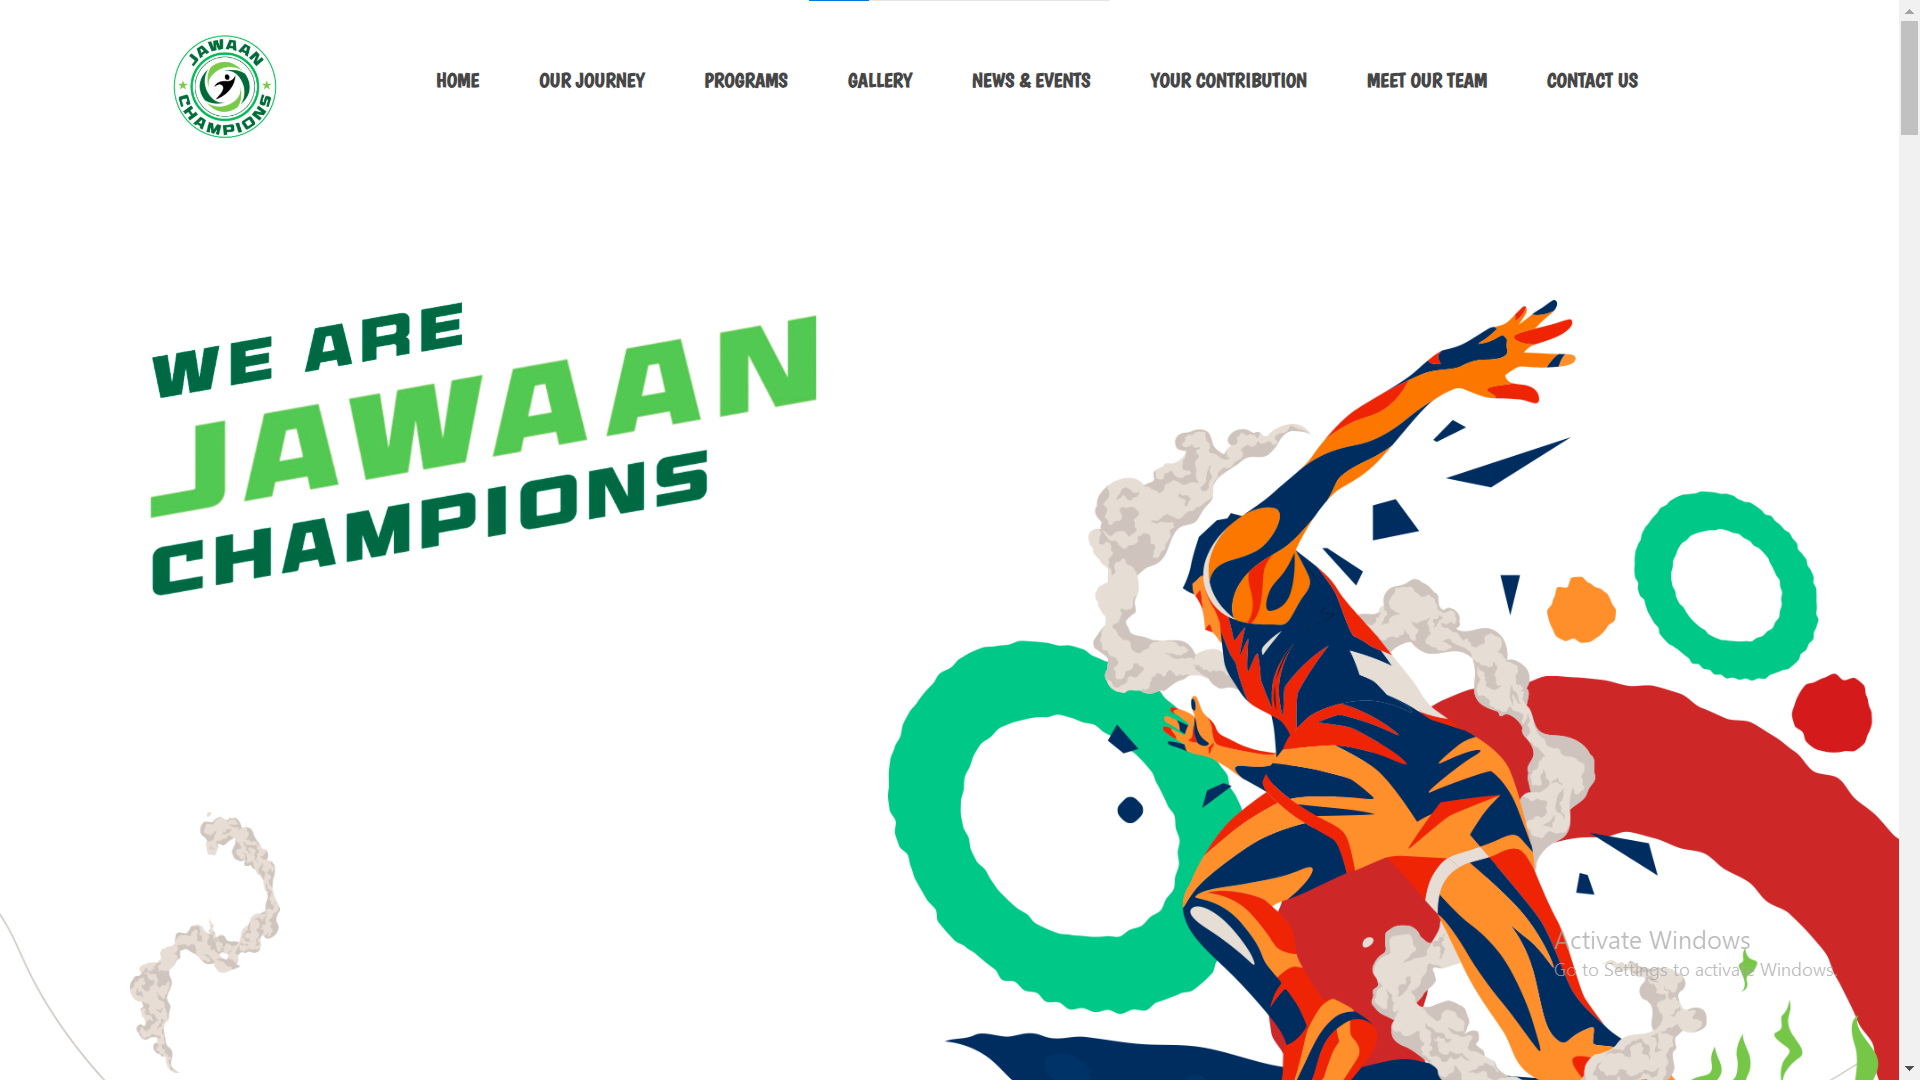 JAWAAN
CHAMPIONS
HOME
OUR JOURNEY
PROGRAMS
GALLERY
NEWS & EVENTS
YOUR CONTRIBUTION
MEET OUR TEAM
CONTACT US
WE ARE
JAWAAN
CHAMPIONS
Activate Windows
Go to Settings to activate Windows.